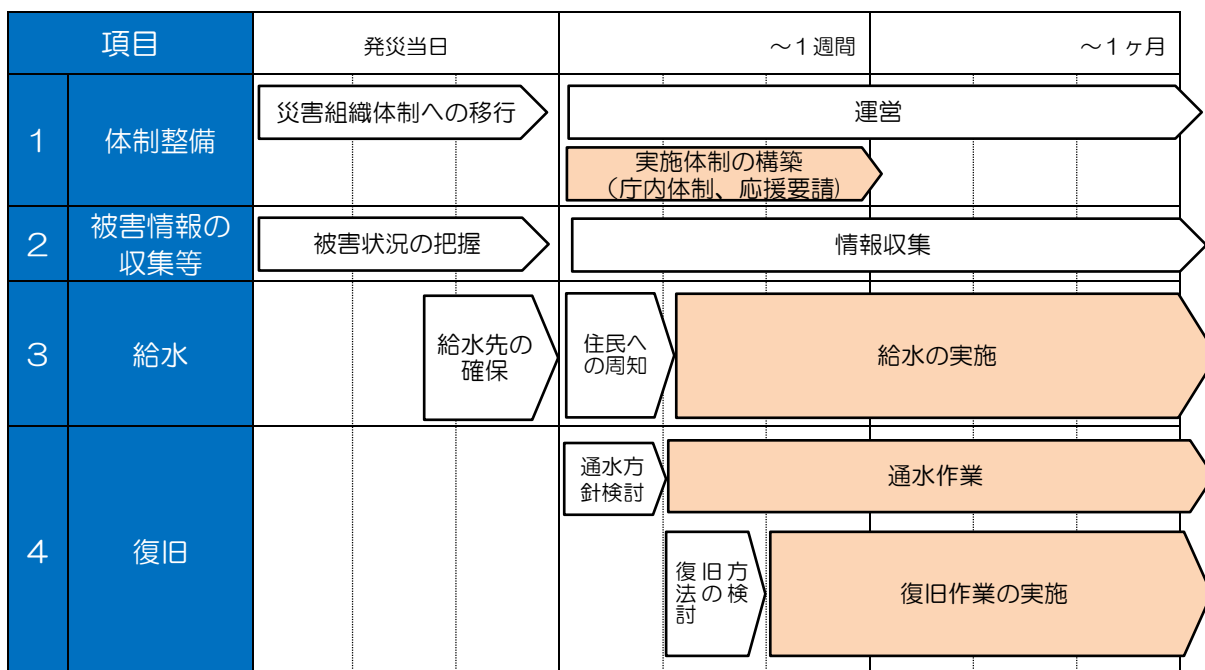 項目
発災当日
～１週間
～１ヶ月
1
体制整備
災害組織体制への移行
運営
実施体制の構築
（庁内体制、応援要請)
2
被害情報の
収集等
被害状況の把握
情報収集
3
給水
給水先の
確保
住民へ
の周知
給水の実施
4
復旧
通水方
針検討
通水作業
復旧方
法の検
討
復旧作業の実施